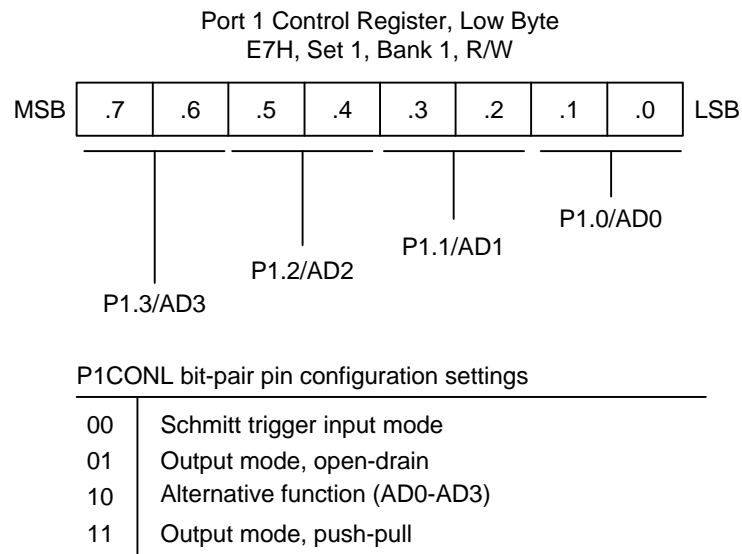 Port 1 Control Register, Low Byte
E7H, Set 1, Bank 1, R/W
MSB .7 .6 .5 .4 .3 .2 .1 .0 LSB
P1.0/AD0
P1.1/AD1
P1.2/AD2
P1.3/AD3
P1CONL bit-pair pin configuration settings
00 Schmitt trigger input mode
01 Output mode, open-drain
10 Alternative function (AD0-AD3)
11 Output mode, push-pull